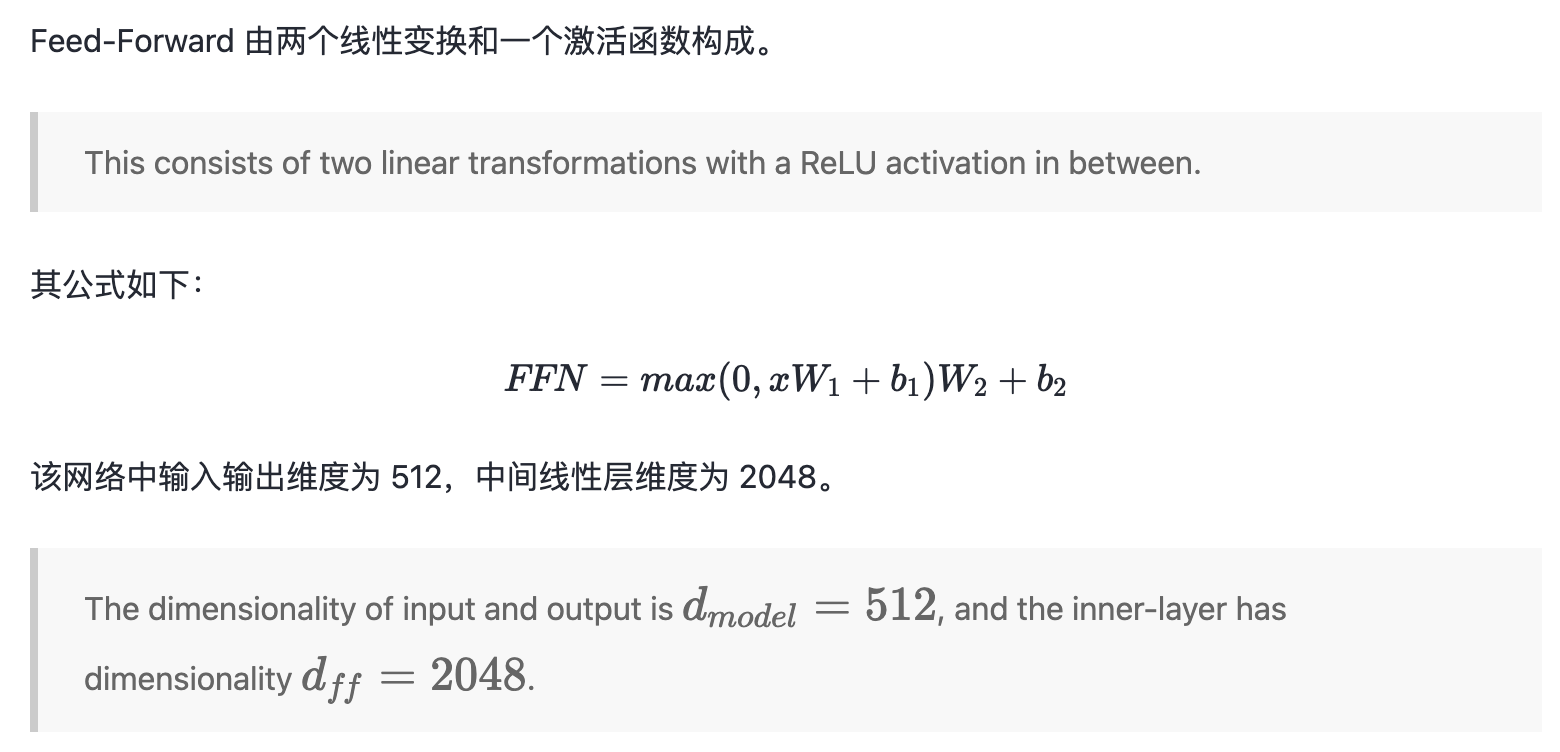 Feed-Forward 由两个线性变换和一个激活函数构成。
This consists of two linear transformations with a ReLU activation in between.
其公式如下：
FFN = max(0, xW₁ + b₁)W₂ + b₂
该网络中输入输出维度为 512，中间线性层维度为 2048。
The dimensionality of input and output is d_{model} = 512, and the inner-layer has
dimensionality d_{ff} = 2048.